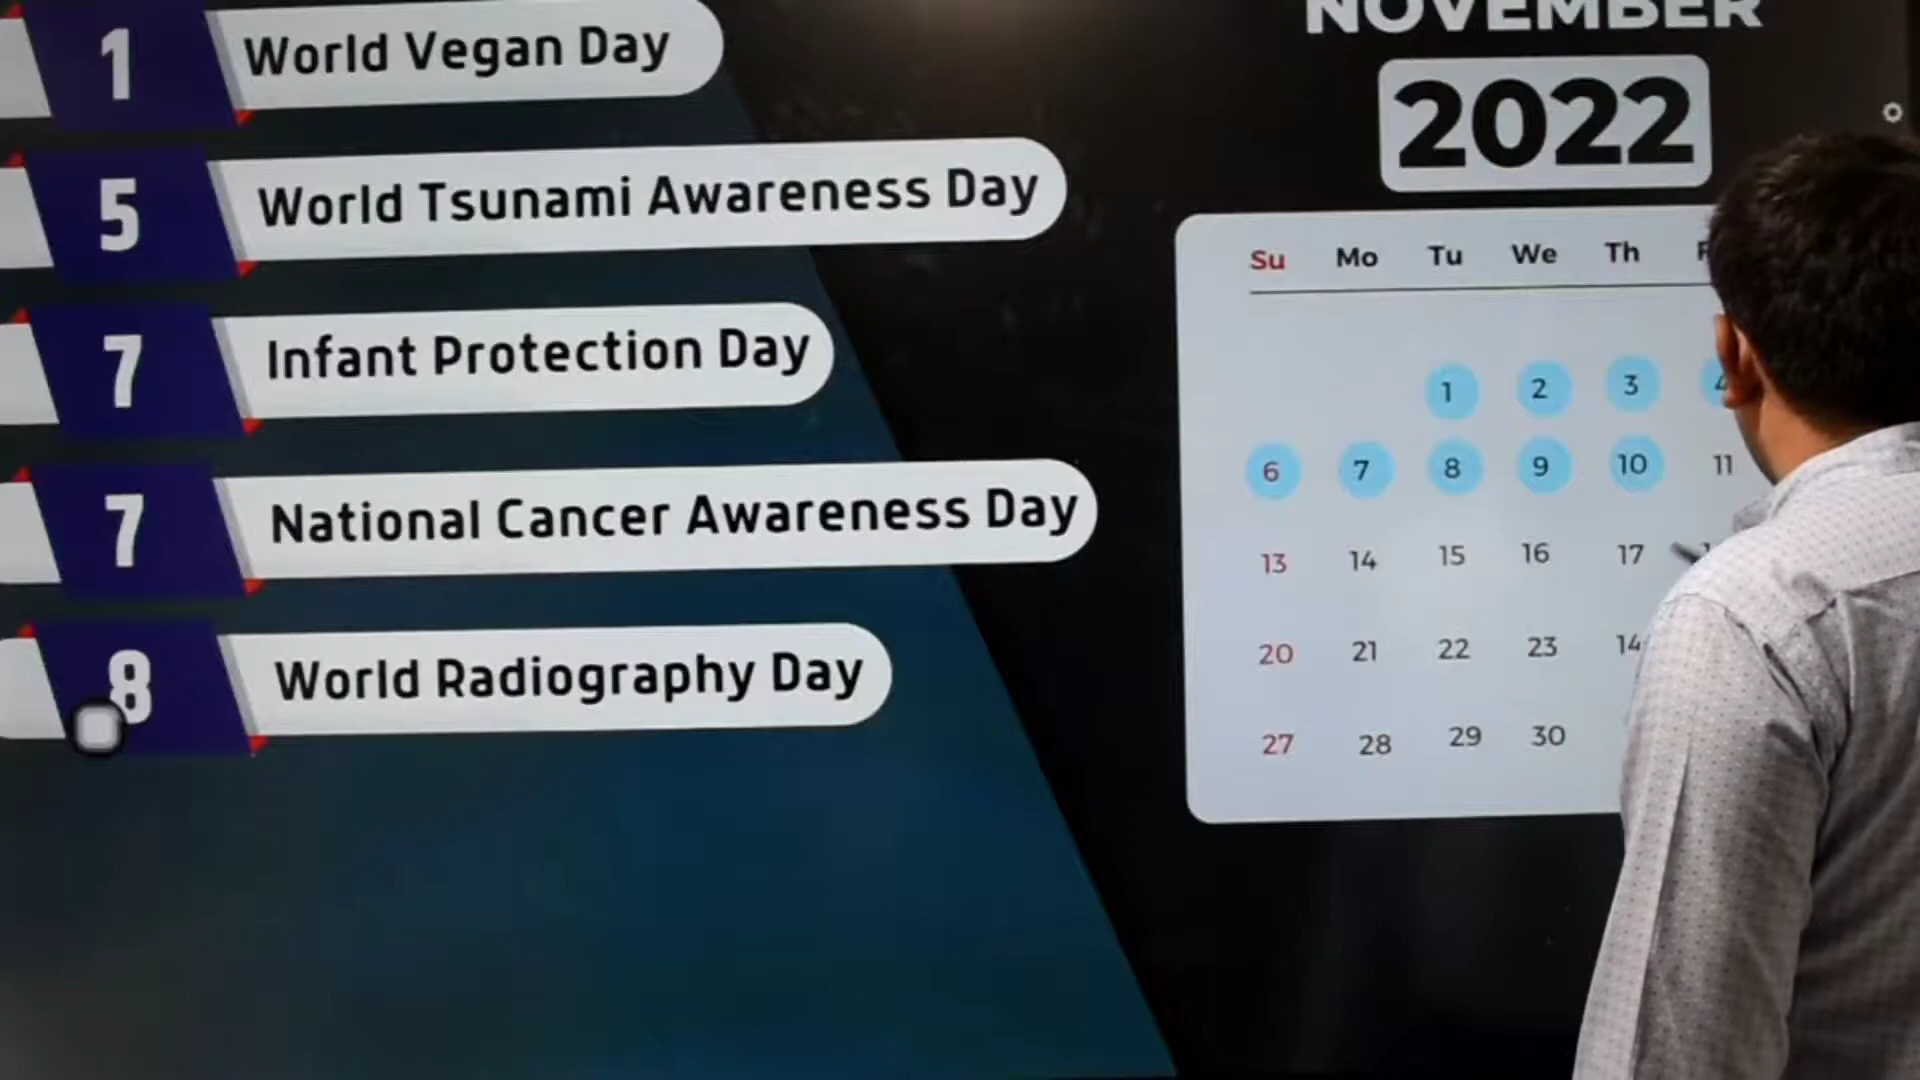 1 World Vegan Day
5 World Tsunami Awareness Day
7 Infant Protection Day
7 National Cancer Awareness Day
8 World Radiography Day
NOVEMBER
2022
Su Mo Tu We Th
1 2 3 4
6 7 8 9 10 11
13 14 15 16 17
20 21 22 23 14
27 28 29 30